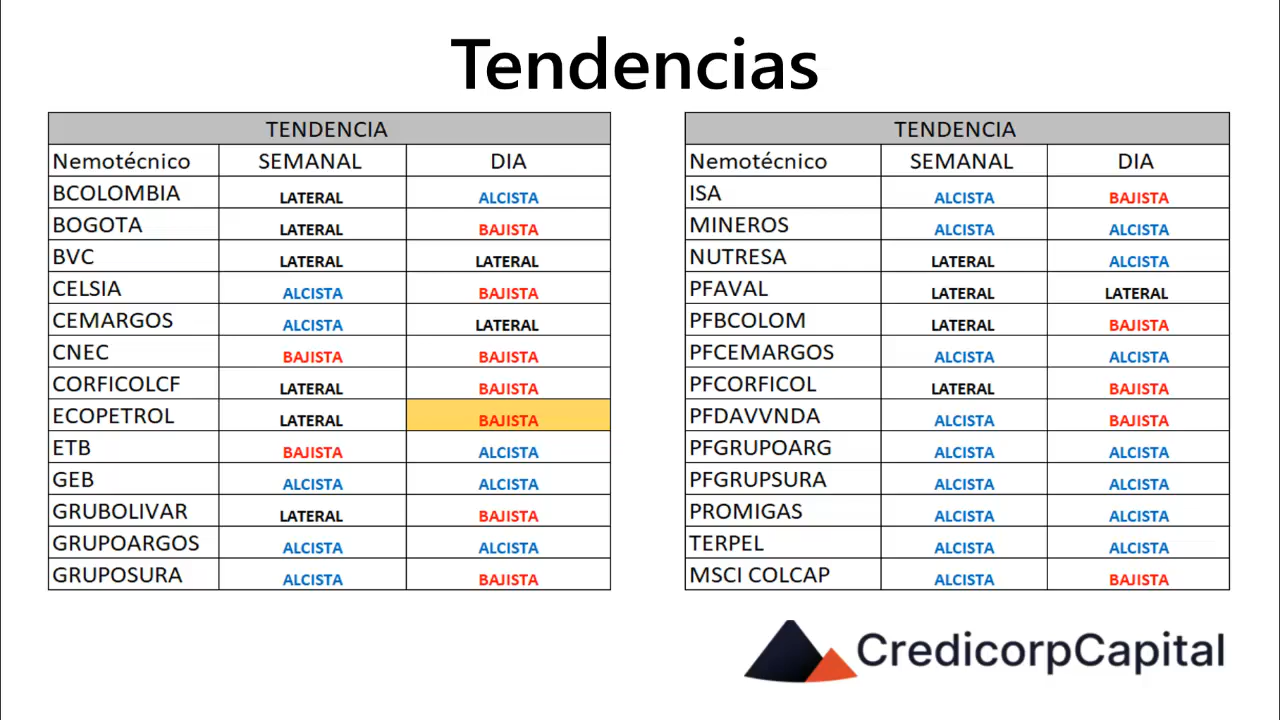 Tendencias
TENDENCIA
Nemotécnico SEMANAL DIA
BCOLOMBIA LATERAL ALCISTA
BOGOTA LATERAL BAJISTA
BVC LATERAL LATERAL
CELSIA ALCISTA BAJISTA
CEMARGOS ALCISTA LATERAL
CNEC BAJISTA BAJISTA
CORFICOLCF LATERAL BAJISTA
ECOPETROL LATERAL BAJISTA
ETB BAJISTA ALCISTA
GEB ALCISTA ALCISTA
GRUBOLIVAR LATERAL BAJISTA
GRUPOARGOS ALCISTA ALCISTA
GRUPOSURA ALCISTA BAJISTA
TENDENCIA
Nemotécnico SEMANAL DIA
ISA ALCISTA BAJISTA
MINEROS ALCISTA ALCISTA
NUTRESA LATERAL ALCISTA
PFAVAL LATERAL LATERAL
PFBCOLOM LATERAL BAJISTA
PFCEMARGOS ALCISTA ALCISTA
PFCORFICOL LATERAL BAJISTA
PFDAVVNDA ALCISTA BAJISTA
PFGRUPOARG ALCISTA ALCISTA
PFGRUPSURA ALCISTA ALCISTA
PROMIGAS ALCISTA ALCISTA
TERPEL ALCISTA ALCISTA
MSCI COLCAP ALCISTA BAJISTA
CredicorpCapital